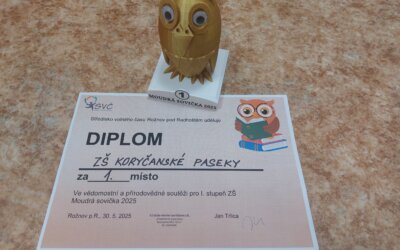 1
MOUDRÁ SOVIČKA 2025
SVČ
Středisko volného času Rožnov pod Radhoštěm uděluje
DIPLOM
ZŠ KORYČANSKÉ PASEKY
za 1. místo
Ve vědomostní a přírodovědné soutěži pro I. stupeň ZŠ
Moudrá sovička 2025
Rožnov p.R., 30. 5. 2025
Jan Trlica